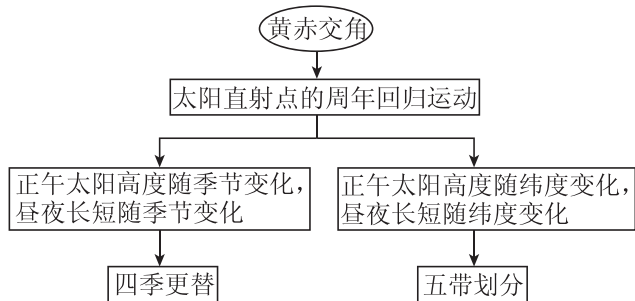 黄赤交角
太阳直射点的周年回归运动
正午太阳高度随季节变化，
昼夜长短随季节变化
正午太阳高度随纬度变化，
昼夜长短随纬度变化
四季更替
五带划分